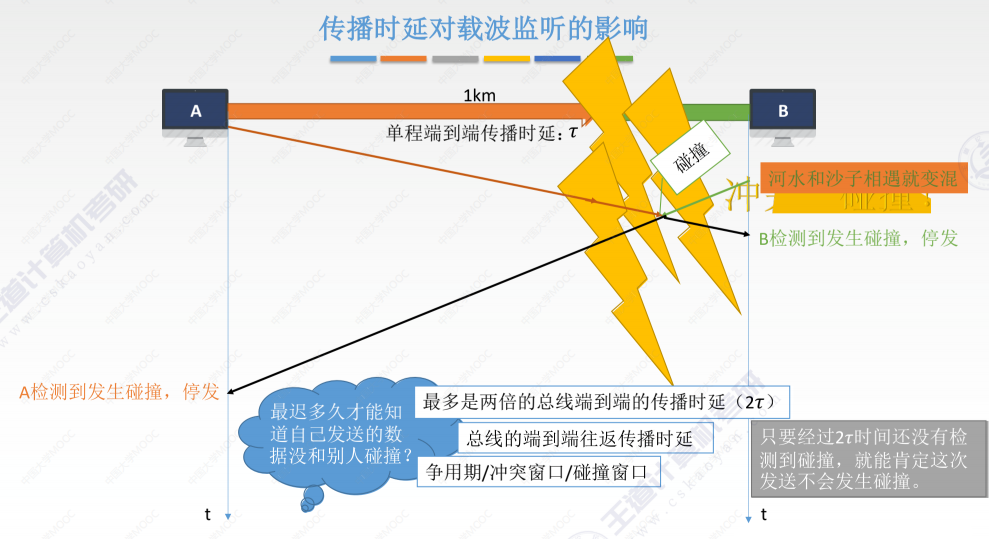 传播时延对载波监听的影响
1km
A
B
单程端到端传播时延：τ
碰撞
河水和沙子相遇就变混
B检测到发生碰撞，停发
A检测到发生碰撞，停发
最迟多久才能知
道自己发送的数
据没和别人碰撞？
最多是两倍的总线端到端的传播时延（2τ）
总线的端到端往返传播时延
争用期/冲突窗口/碰撞窗口
只要经过2τ时间还没有检
测到碰撞，就能肯定这次
发送不会发生碰撞。
t
t
王道计算机考研
www.cskaoyan.com